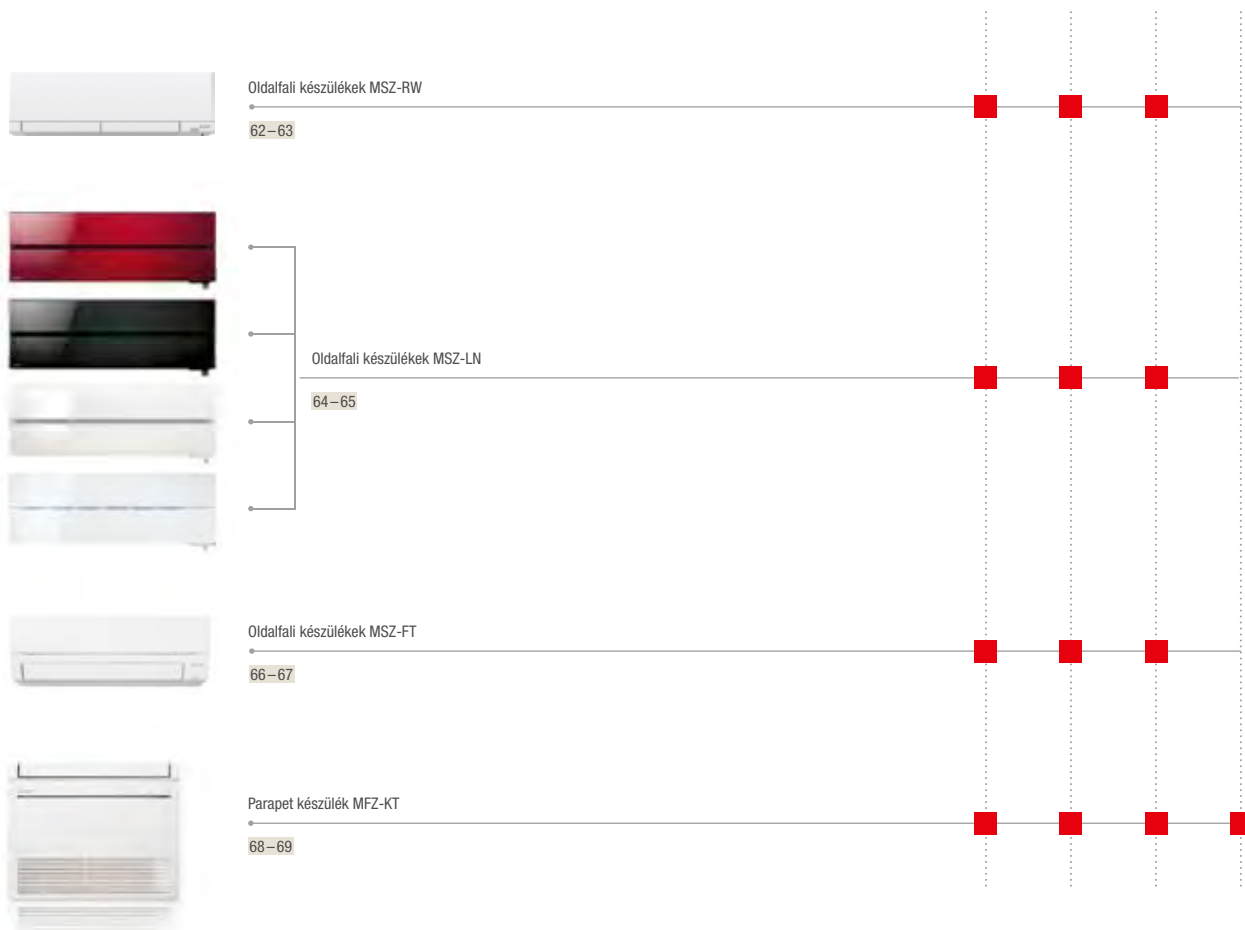 Oldalfali készülékek MSZ-RW
62–63
Oldalfali készülékek MSZ-LN
64–65
Oldalfali készülékek MSZ-FT
66–67
Parapet készülék MFZ-KT
68–69